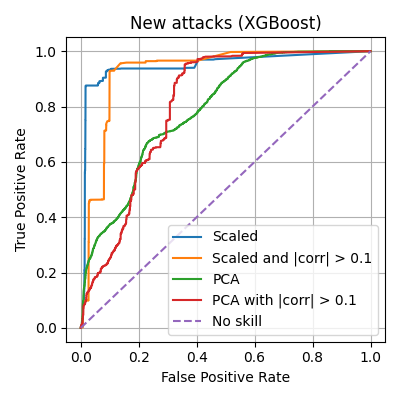 New attacks (XGBoost)
True Positive Rate
1.0
0.8
0.6
0.4
0.2
0.0
Scaled
Scaled and |corr| > 0.1
PCA
PCA with |corr| > 0.1
No skill
0.0 0.2 0.4 0.6 0.8 1.0
False Positive Rate